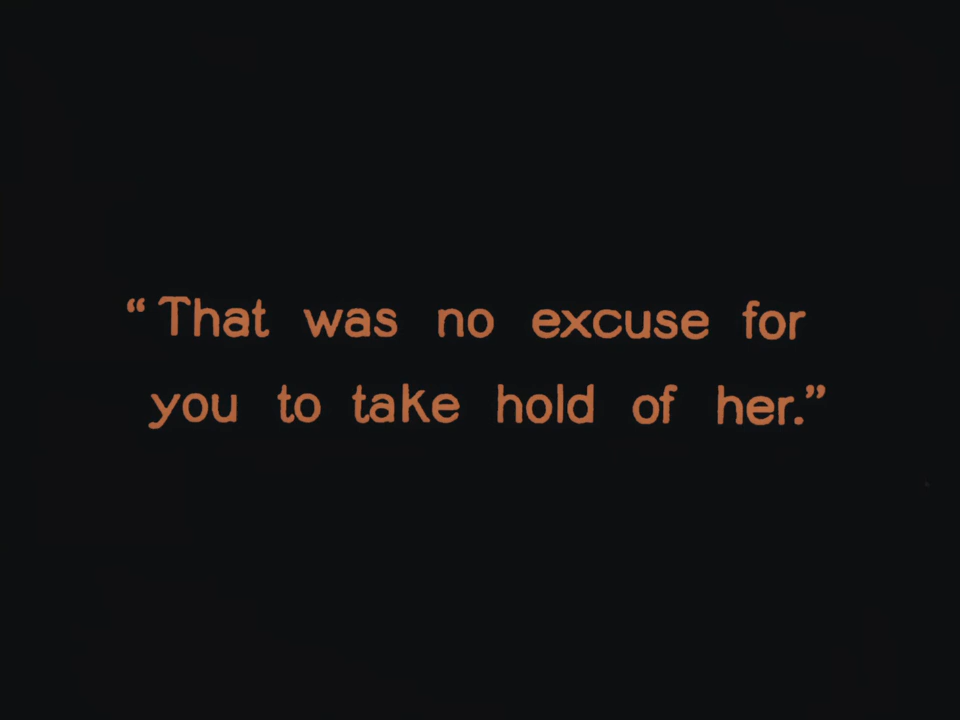 “That was no excuse for
you to take hold of her.”